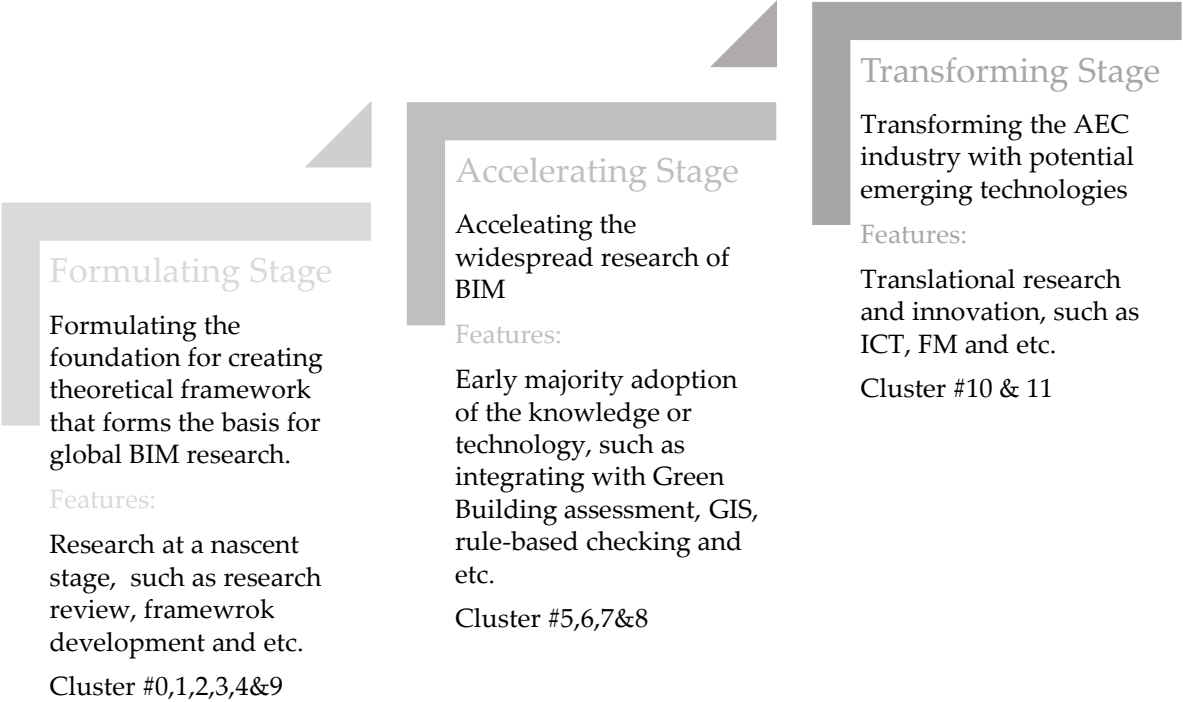 Formulating Stage
Formulating the
foundation for creating
theoretical framework
that forms the basis for
global BIM research.
Features:
Research at a nascent
stage,  such as research
review, framewrok
development and etc.
Cluster #0,1,2,3,4&9
Accelerating Stage
Acceleating the
widespread research of
BIM
Features:
Early majority adoption
of the knowledge or
technology, such as
integrating with Green
Building assessment, GIS,
rule-based checking and
etc.
Cluster #5,6,7&8
Transforming Stage
Transforming the AEC
industry with potential
emerging technologies
Features:
Translational research
and innovation, such as
ICT, FM and etc.
Cluster #10 & 11